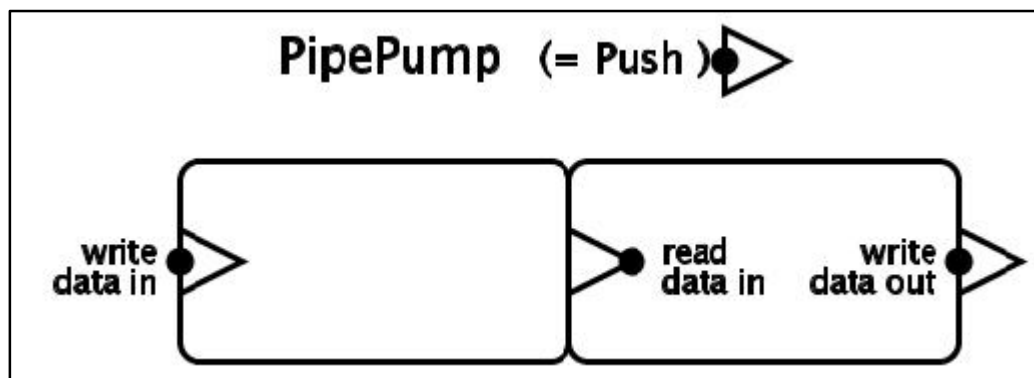 PipePump (= Push )
write
data in
read
data in
write
data out